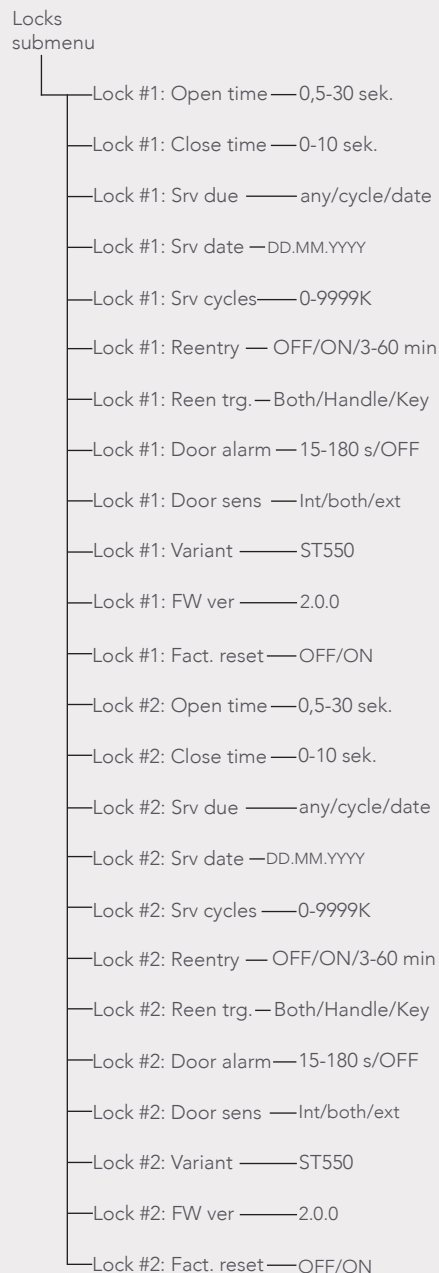 Locks
submenu
Lock #1: Open time 0,5-30 sek.
Lock #1: Close time 0-10 sek.
Lock #1: Srv due any/cycle/date
Lock #1: Srv date DD.MM.YYYY
Lock #1: Srv cycles 0-9999K
Lock #1: Reentry OFF/ON/3-60 min
Lock #1: Reen trg. Both/Handle/Key
Lock #1: Door alarm 15-180 s/OFF
Lock #1: Door sens Int/both/ext
Lock #1: Variant ST550
Lock #1: FW ver 2.0.0
Lock #1: Fact. reset OFF/ON
Lock #2: Open time 0,5-30 sek.
Lock #2: Close time 0-10 sek.
Lock #2: Srv due any/cycle/date
Lock #2: Srv date DD.MM.YYYY
Lock #2: Srv cycles 0-9999K
Lock #2: Reentry OFF/ON/3-60 min
Lock #2: Reen trg. Both/Handle/Key
Lock #2: Door alarm 15-180 s/OFF
Lock #2: Door sens Int/both/ext
Lock #2: Variant ST550
Lock #2: FW ver 2.0.0
Lock #2: Fact. reset OFF/ON